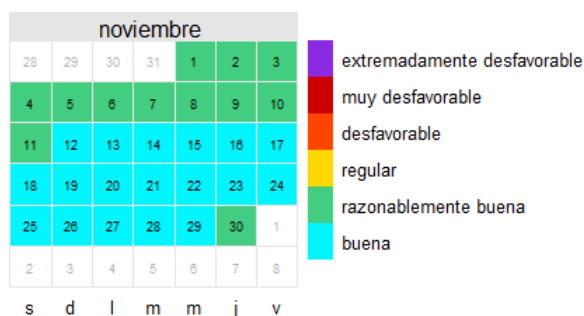 noviembre
28 29 30 31 1 2 3
4 5 6 7 8 9 10
11 12 13 14 15 16 17
18 19 20 21 22 23 24
25 26 27 28 29 30 1
2 3 4 5 6 7 8
s d l m m j v
extremadamente desfavorable
muy desfavorable
desfavorable
regular
razonablemente buena
buena